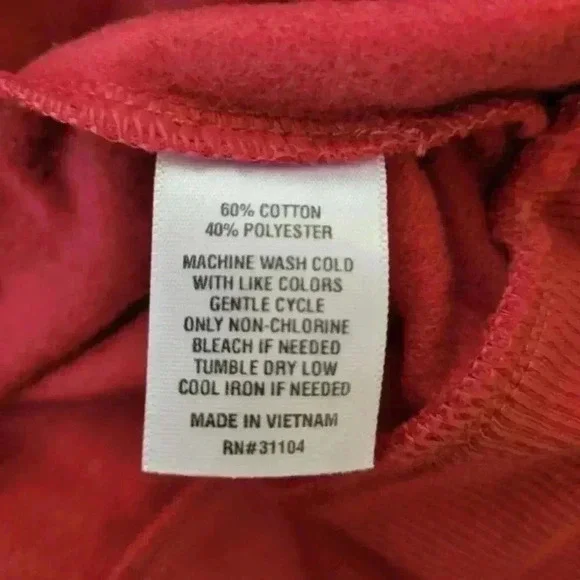 60% COTTON
40% POLYESTER
MACHINE WASH COLD
WITH LIKE COLORS
GENTLE CYCLE
ONLY NON-CHLORINE
BLEACH IF NEEDED
TUMBLE DRY LOW
COOL IRON IF NEEDED
MADE IN VIETNAM
RN#31104